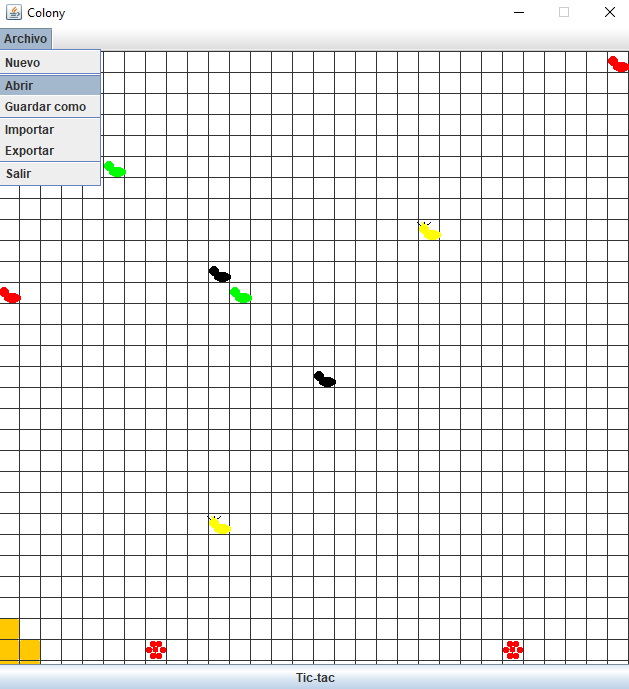 Colony
Archivo
Nuevo
Abrir
Guardar como
Importar
Exportar
Salir
Tic-tac